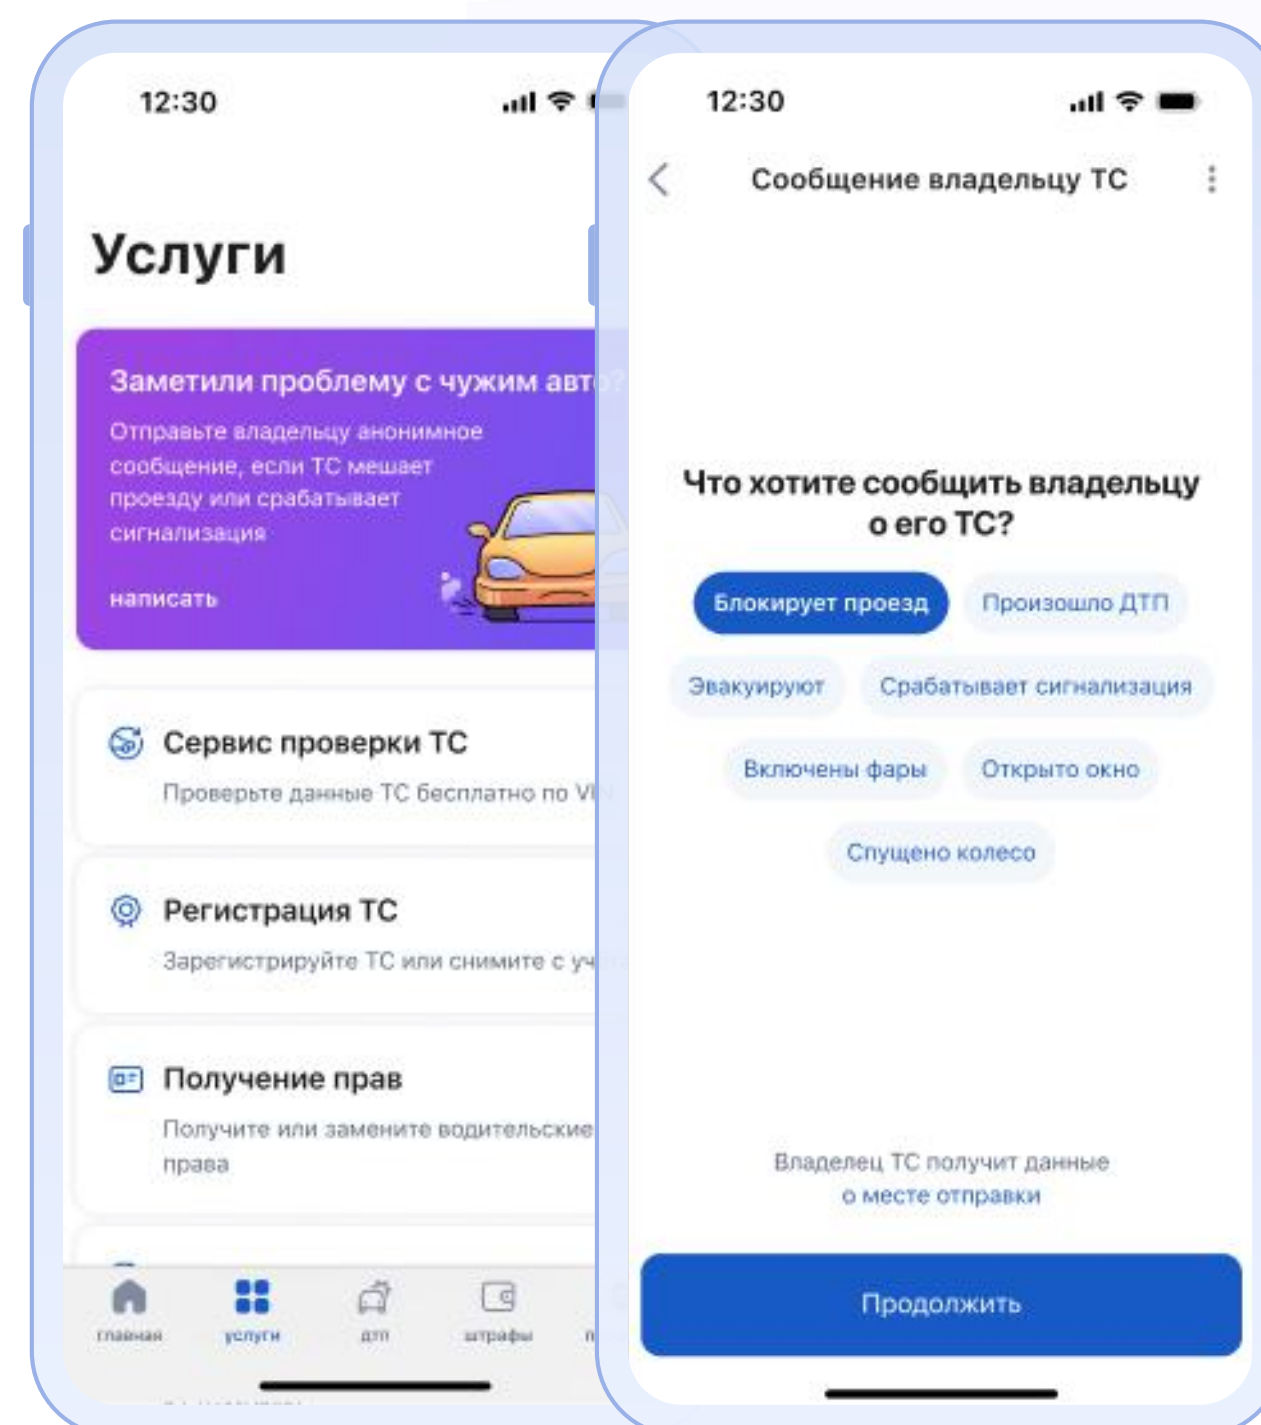 12:30
Услуги
Заметили проблему с чужим авто?
Отправьте владельцу анонимное
сообщение, если ТС мешает
проезду или срабатывает
сигнализация
написать
Сервис проверки ТС
Проверьте данные ТС бесплатно по VIN
Регистрация ТС
Зарегистрируйте ТС или снимите с
Получение прав
Получите или замените водительские
права
главная
услуги
дтп
штрафы
12:30
Сообщение владельцу ТС
Что хотите сообщить владельцу
о его ТС?
Блокирует проезд
Произошло ДТП
Эвакуируют
Срабатывает сигнализация
Включены фары
Открыто окно
Спущено колесо
Владелец ТС получит данные
о месте отправки
Продолжить